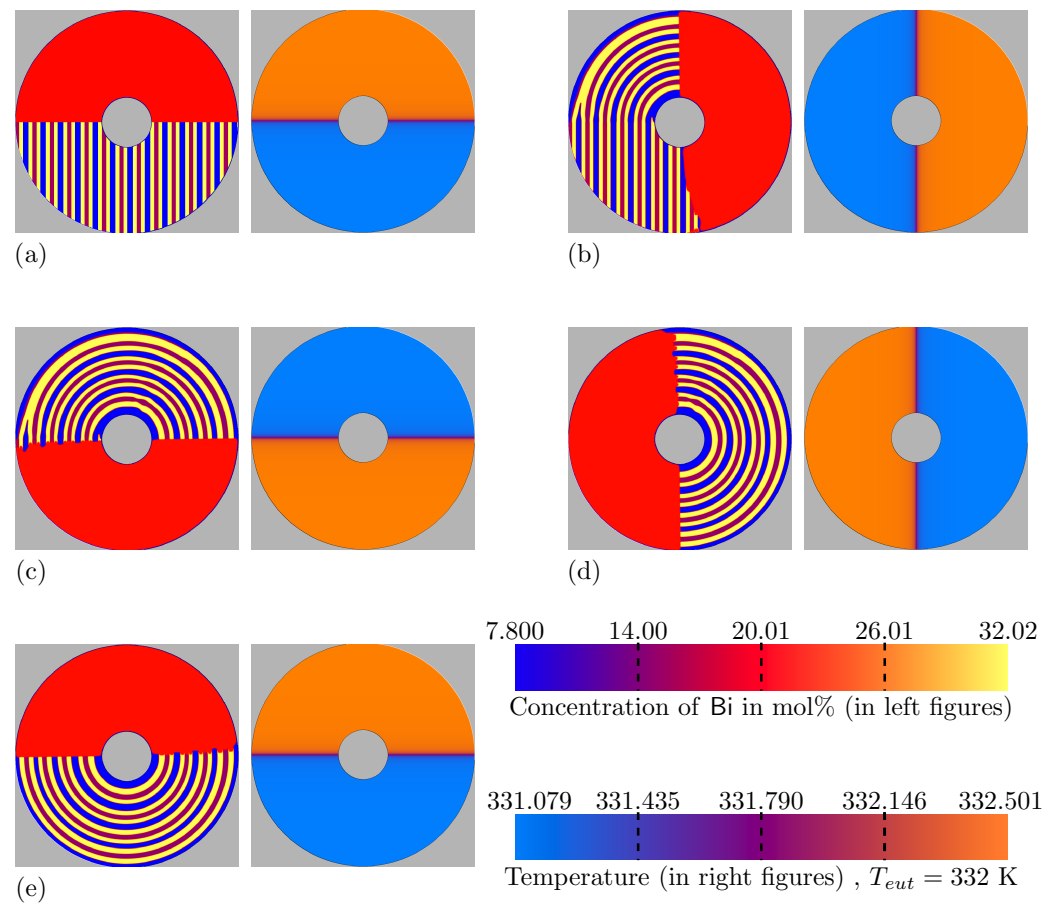 (a)
(b)
(c)
(d)
7.800 14.00 20.01 26.01 32.02
Concentration of Bi in mol% (in left figures)
331.079 331.435 331.790 332.146 332.501
Temperature (in right figures) , T_eut = 332 K
(e)